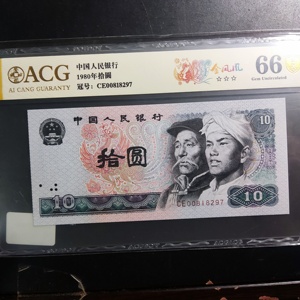 ACG
AI CANG GUARANTY
中国人民银行
1980年拾圆
冠号: CE00818297
66
Gem Uncirculated
中国人民银行
10
拾圆
CE00818297
10
10